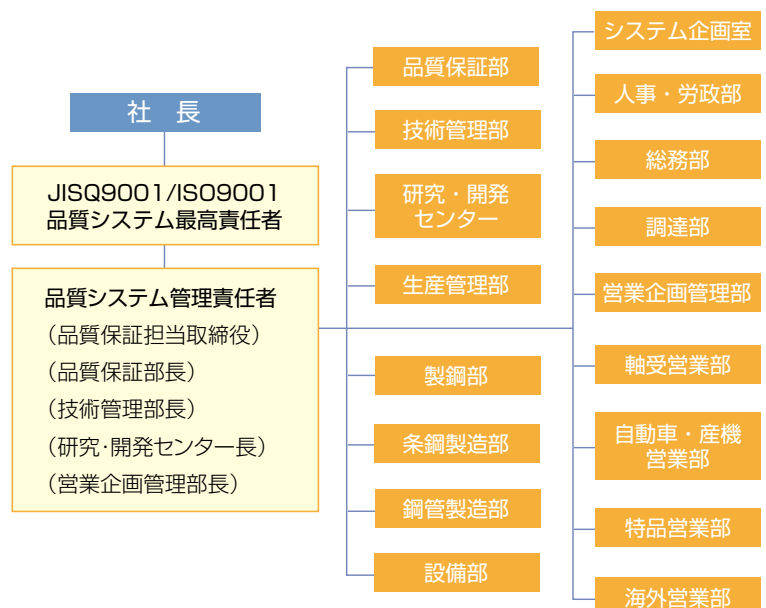 社　長
JISQ9001/ISO9001
品質システム最高責任者
品質システム管理責任者
（品質保証担当取締役）
（品質保証部長）
（技術管理部長）
（研究・開発センター長）
（営業企画管理部長）
品質保証部
技術管理部
研究・開発
センター
生産管理部
製鋼部
条鋼製造部
鋼管製造部
設備部
システム企画室
人事・労政部
総務部
調達部
営業企画管理部
軸受営業部
自動車・産機
営業部
特品営業部
海外営業部